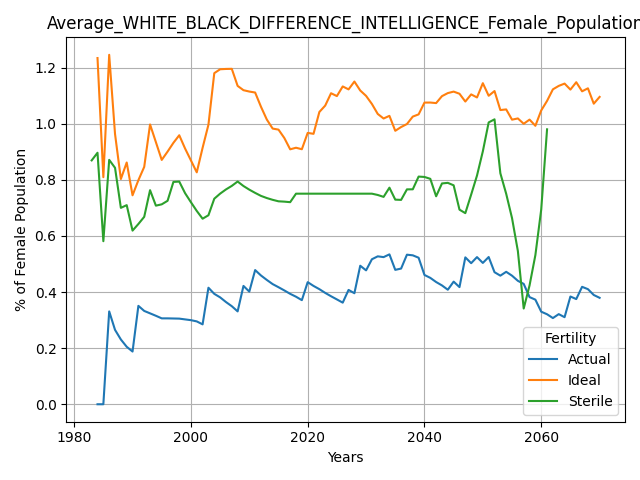 Average_WHITE_BLACK_DIFFERENCE_INTELLIGENCE_Female_Population
% of Female Population
1.2
1.0
0.8
0.6
0.4
0.2
0.0
1980
2000
2020
2040
2060
Years
Fertility
Actual
Ideal
Sterile